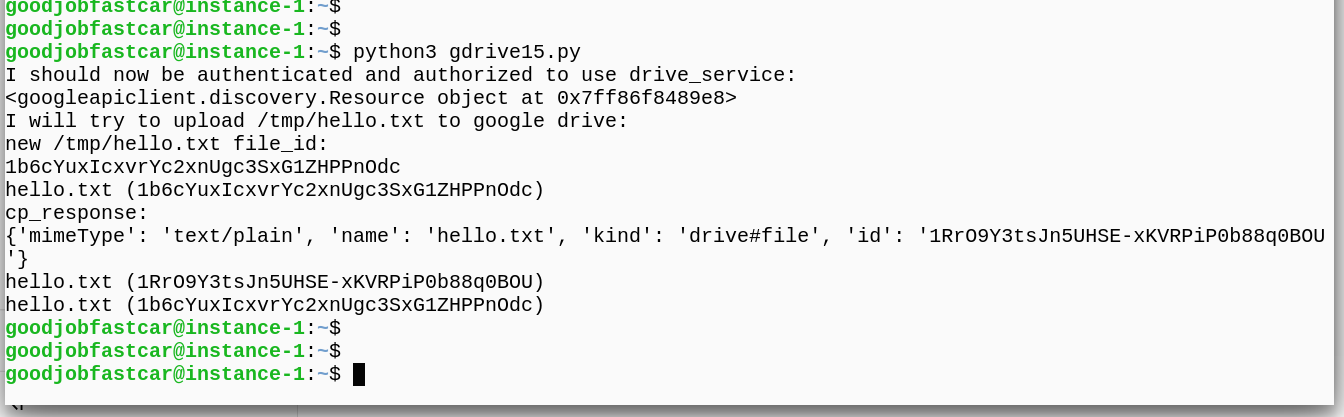 goodjobfastcar@instance-1:~$
goodjobfastcar@instance-1:~$
goodjobfastcar@instance-1:~$ python3 gdrive15.py
I should now be authenticated and authorized to use drive_service:
<googleapiclient.discovery.Resource object at 0x7ff86f8489e8>
I will try to upload /tmp/hello.txt to google drive:
new /tmp/hello.txt file_id:
1b6cYuxIcxvrYc2xnUgc3SxG1ZHPPnOdc
hello.txt (1b6cYuxIcxvrYc2xnUgc3SxG1ZHPPnOdc)
cp_response:
{'mimeType': 'text/plain', 'name': 'hello.txt', 'kind': 'drive#file', 'id': '1RrO9Y3tsJn5UHSE-xKVRPiP0b88q0BOU
'}
hello.txt (1RrO9Y3tsJn5UHSE-xKVRPiP0b88q0BOU)
hello.txt (1b6cYuxIcxvrYc2xnUgc3SxG1ZHPPnOdc)
goodjobfastcar@instance-1:~$
goodjobfastcar@instance-1:~$
goodjobfastcar@instance-1:~$